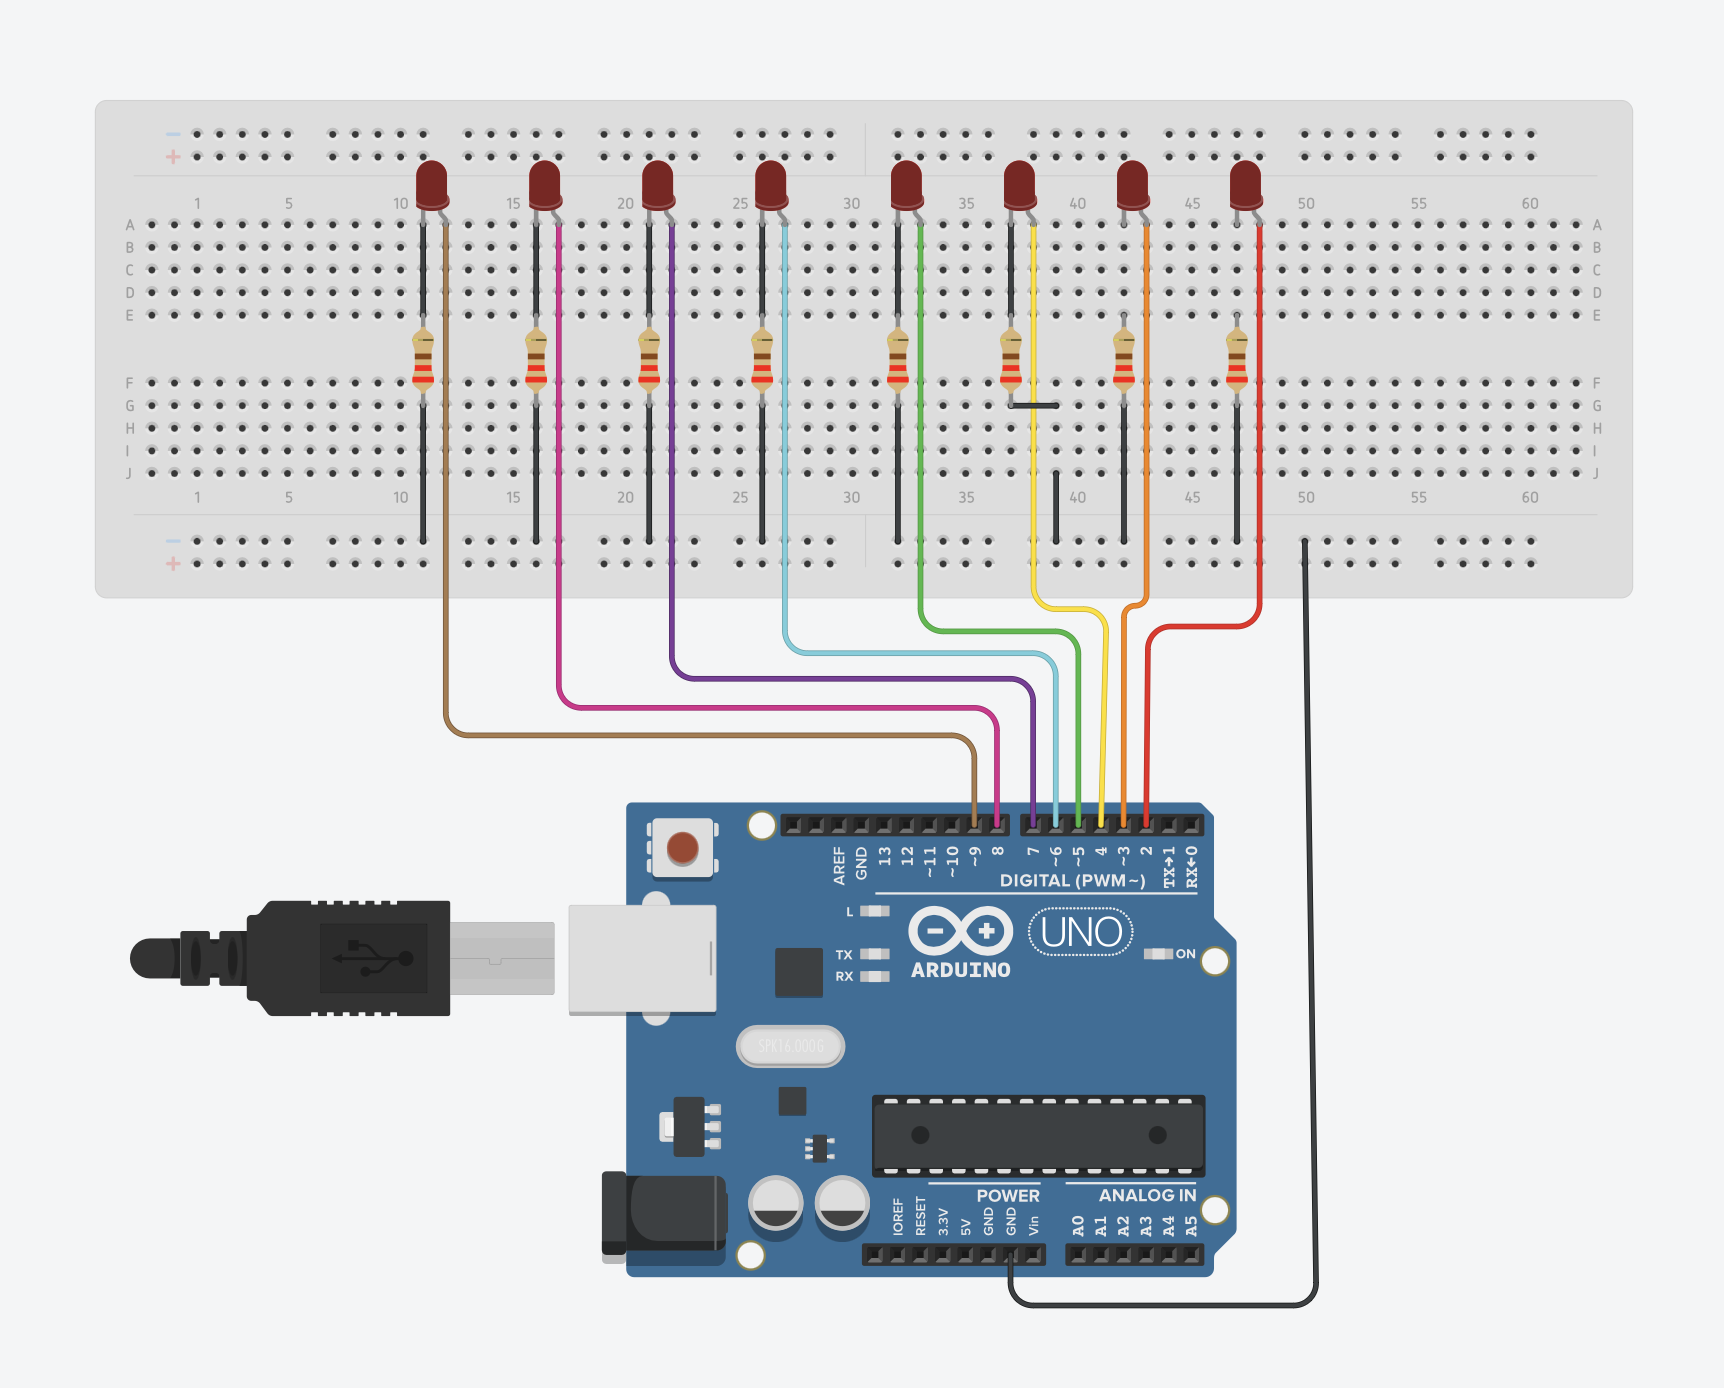 − −
+ +
1 5 10 15 20 25 30 35 40 45 50 55 60
A A
B B
C C
D D
E E
F F
G G
H H
I I
J J
1 5 10 15 20 25 30 35 40 45 50 55 60
−
+
AREF GND 13 12 ~11 ~10 ~9 8 7 ~6 ~5 4 ~3 2 TX→1 RX←0
DIGITAL (PWM~)
L
UNO
TX
ON
RX
ARDUINO
SPKT6.000G
POWER
ANALOG IN
IOREF RESET 3.3V 5V GND GND Vin A0 A1 A2 A3 A4 A5